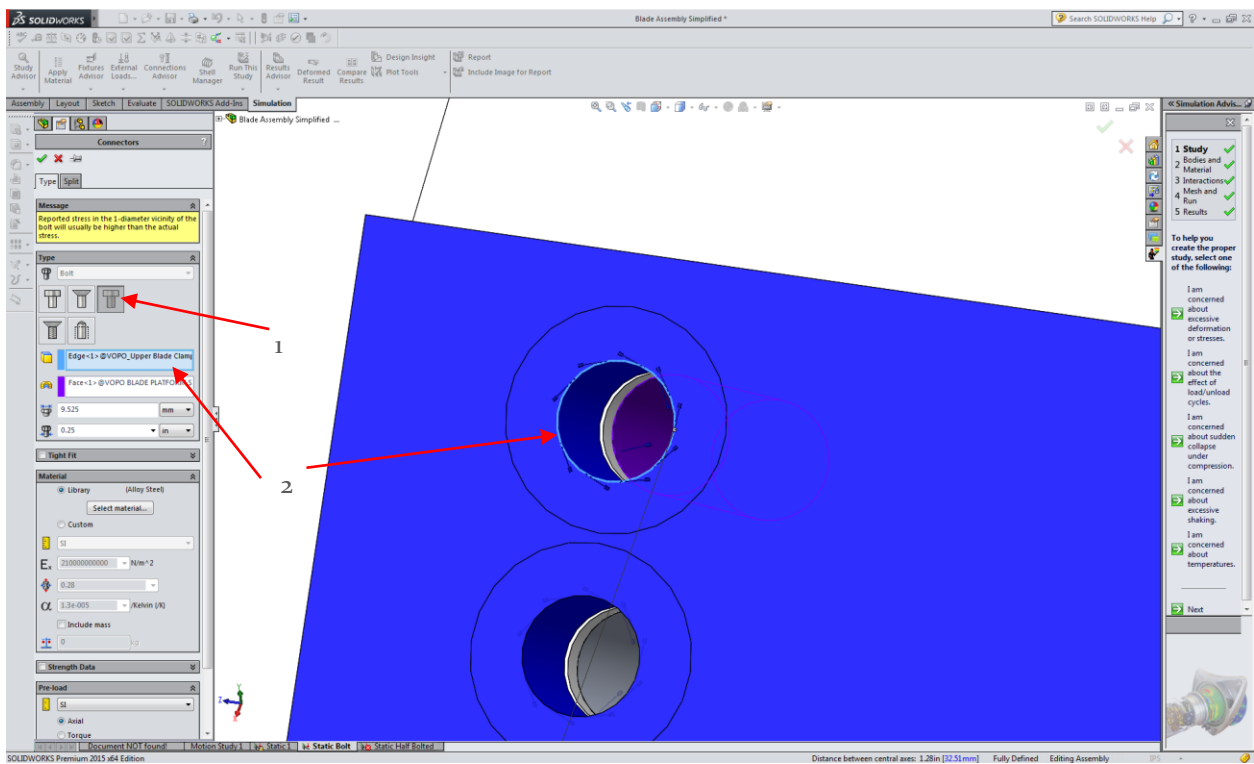 SOLIDWORKS
Blade Assembly Simplified *
Search SOLIDWORKS Help
Study Advisor
Apply Material
Fixtures Advisor
External Loads...
Connections Advisor
Shell Manager
Run This Study
Results Advisor
Deformed Result
Compare Results
Design Insight
Plot Tools
Report
Include Image for Report
Assembly Layout Sketch Evaluate SOLIDWORKS Add-Ins Simulation
Blade Assembly Simplified ...
« Simulation Advis...
Connectors ?
Type Split
Message
Reported stress in the 1-diameter vicinity of the
bolt will usually be higher than the actual
stress.
Type
Bolt
1
Edge<1>@VOPO_Upper Blade Clamp
Face<1>@VOPO BLADE PLATFORM.S
9.525 mm
0.25 in
Tight Fit
2
Material
Library (Alloy Steel)
Select material...
Custom
SI
Ex 210000000000 N/m^2
0.28
α 1.3e-005 /Kelvin (/K)
Include mass
0 kg
Strength Data
Pre-load
SI
Axial
Torque
1 Study
2 Bodies and
Material
3 Interactions
4 Mesh and
Run
5 Results
To help you
create the proper
study, select one
of the following:
I am
concerned
about
excessive
deformation
or stresses.
I am
concerned
about the
effect of
load/unload
cycles.
I am
concerned
about sudden
collapse
under
compression.
I am
concerned
about
excessive
shaking.
I am
concerned
about
temperatures.
Next
Z Y X
Document NOT found! Motion Study 1 Static 1 Static Bolt Static Half Bolted
SOLIDWORKS Premium 2015 x64 Edition
Distance between central axes: 1.28in [32.51mm] Fully Defined Editing Assembly IPS